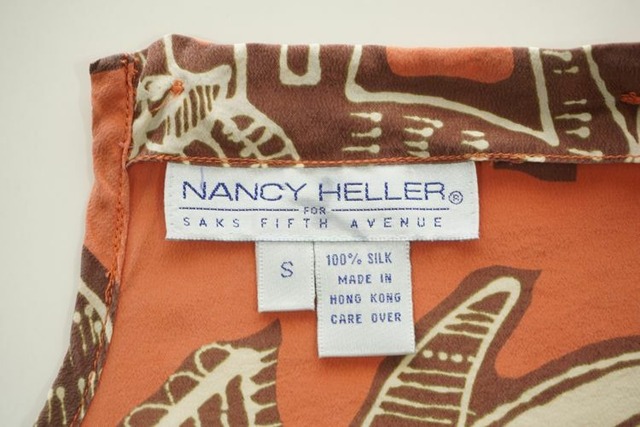 NANCY HELLER®
FOR
SAKS FIFTH AVENUE
S
100% SILK
MADE IN
HONG KONG
CARE OVER